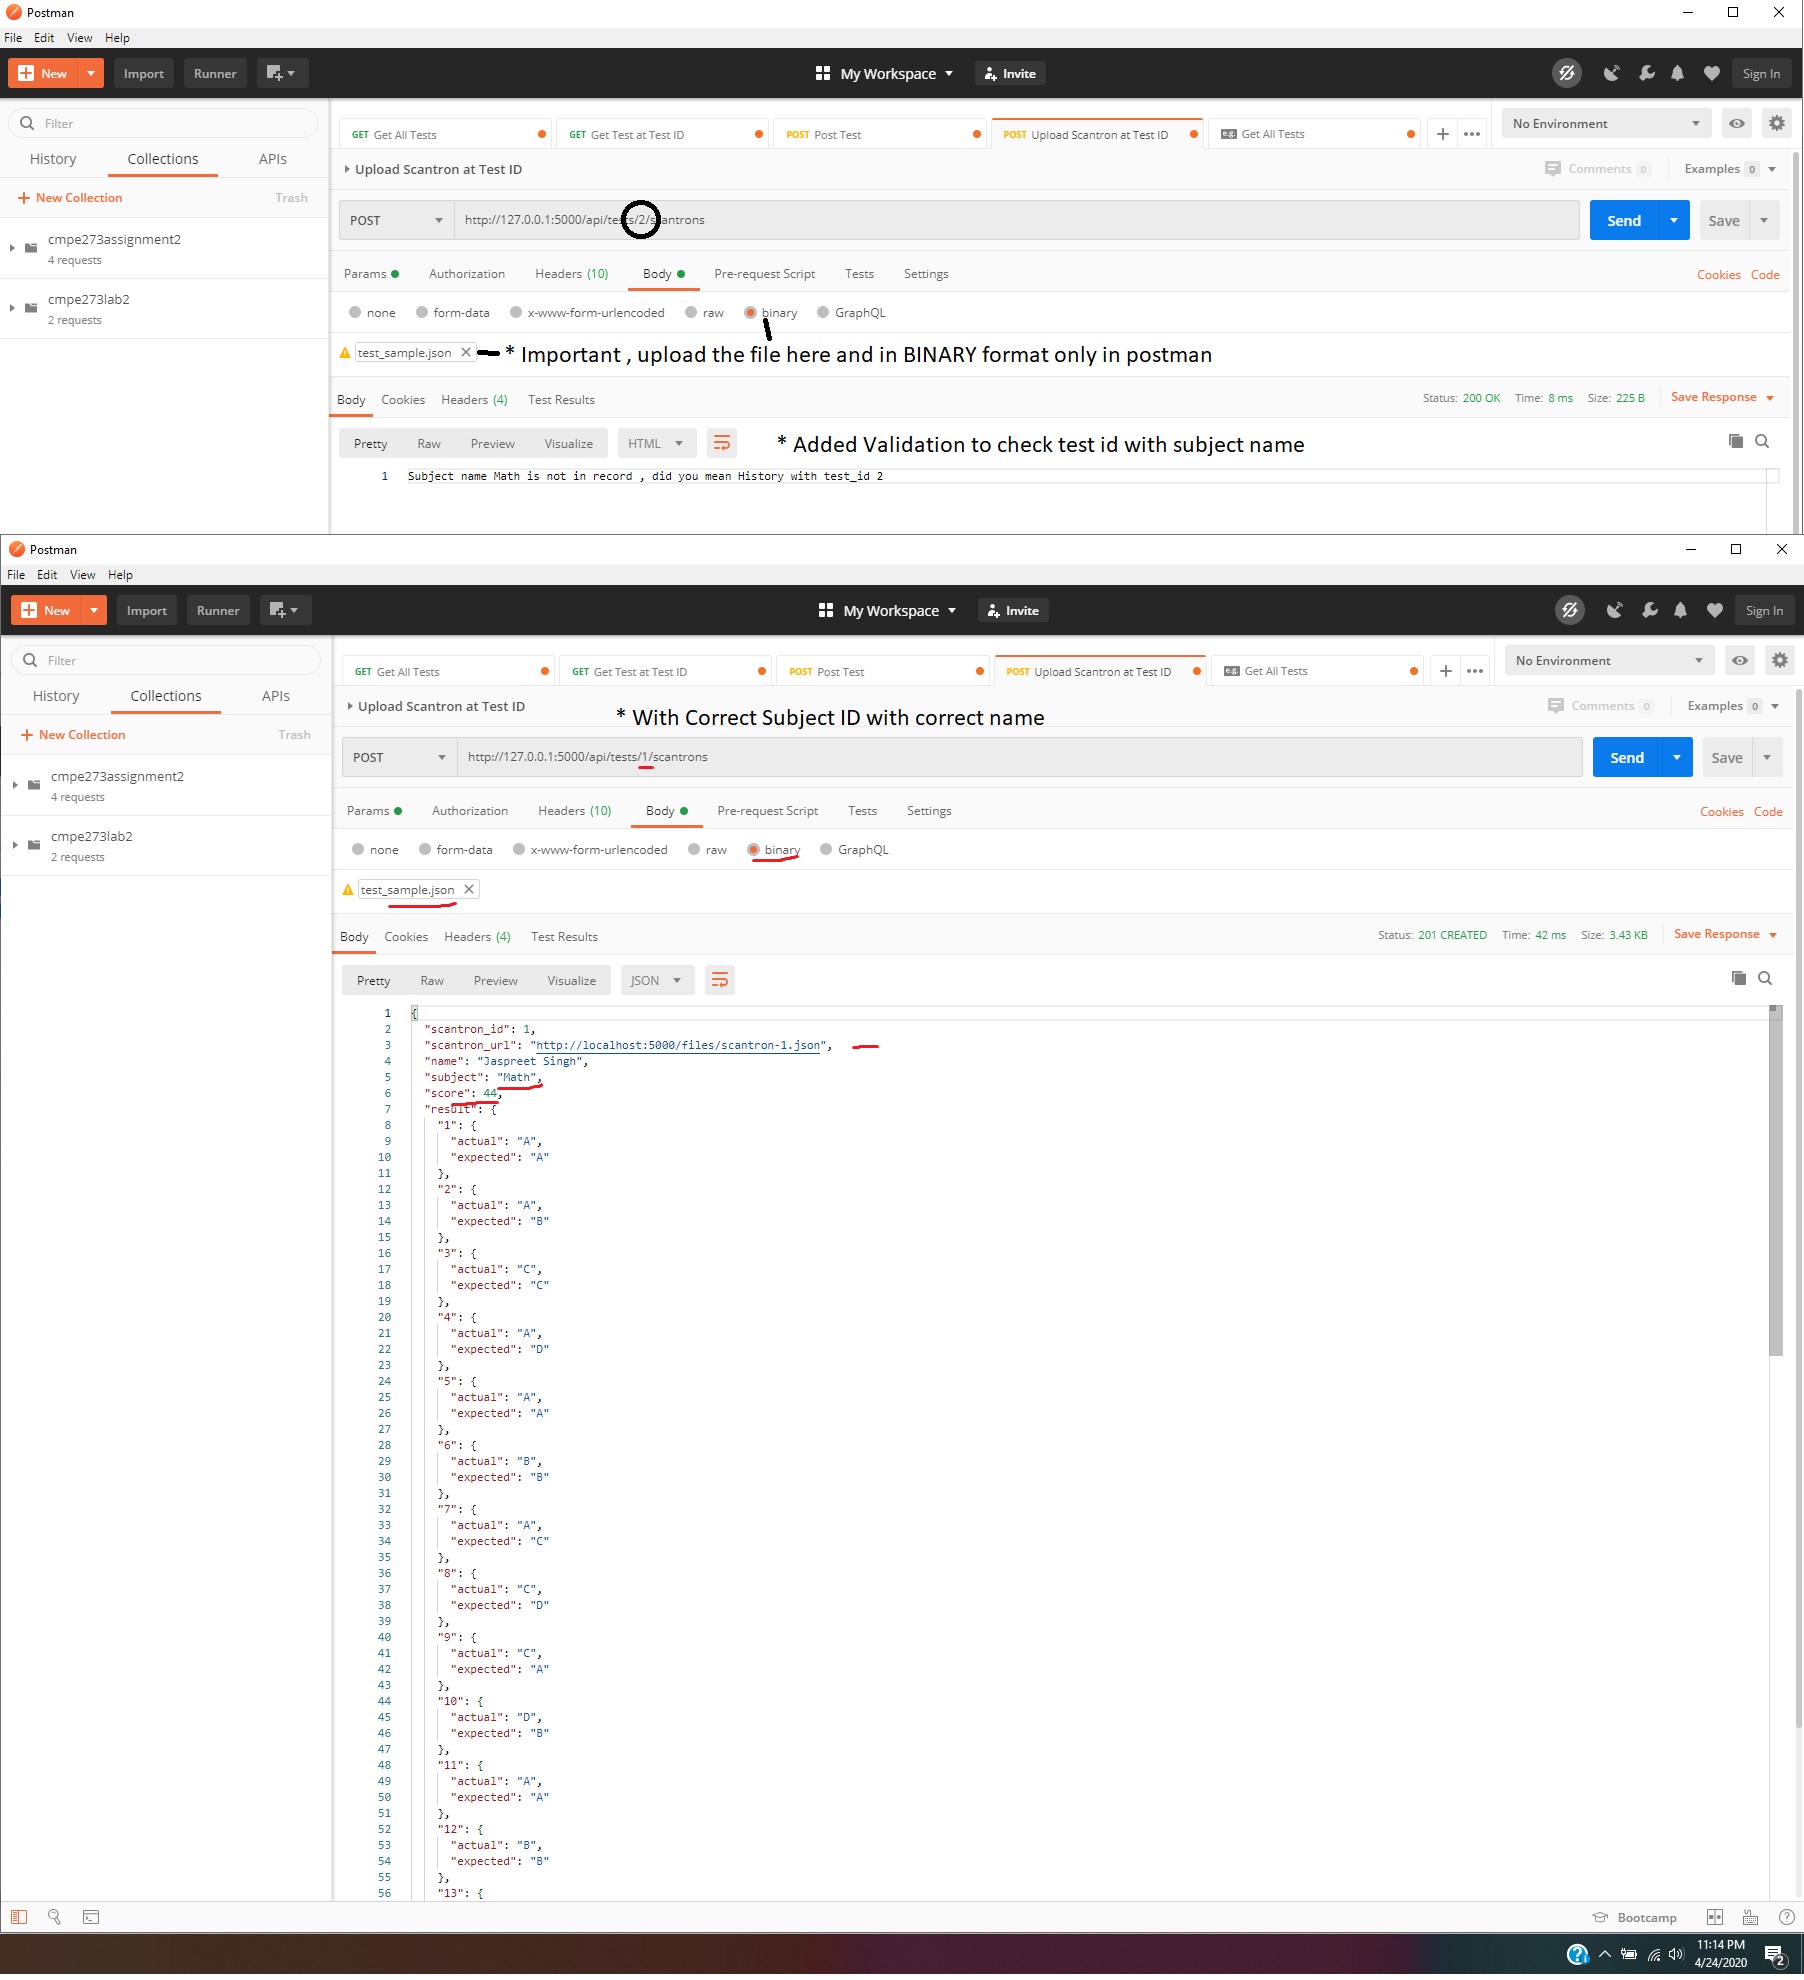 Postman
File Edit View Help
New Import Runner My Workspace Invite Sign In
Filter
GET Get All Tests GET Get Test at Test ID POST Post Test POST Upload Scantron at Test ID e.g. Get All Tests No Environment
History Collections APIs
Upload Scantron at Test ID Comments 0 Examples 0
+ New Collection Trash
POST http://127.0.0.1:5000/api/tests/2/scantrons Send Save
cmpe273assignment2
4 requests
Params Authorization Headers (10) Body Pre-request Script Tests Settings Cookies Code
cmpe273lab2
2 requests
none form-data x-www-form-urlencoded raw binary GraphQL
test_sample.json * Important , upload the file here and in BINARY format only in postman
Body Cookies Headers (4) Test Results Status: 200 OK Time: 8 ms Size: 225 B Save Response
Pretty Raw Preview Visualize HTML * Added Validation to check test id with subject name
1 Subject name Math is not in record , did you mean History with test_id 2
Postman
File Edit View Help
New Import Runner My Workspace Invite Sign In
Filter
GET Get All Tests GET Get Test at Test ID POST Post Test POST Upload Scantron at Test ID e.g. Get All Tests No Environment
History Collections APIs
Upload Scantron at Test ID * With Correct Subject ID with correct name Comments 0 Examples 0
+ New Collection Trash
POST http://127.0.0.1:5000/api/tests/1/scantrons Send Save
cmpe273assignment2
4 requests
Params Authorization Headers (10) Body Pre-request Script Tests Settings Cookies Code
cmpe273lab2
2 requests
none form-data x-www-form-urlencoded raw binary GraphQL
test_sample.json
Body Cookies Headers (4) Test Results Status: 201 CREATED Time: 42 ms Size: 3.43 KB Save Response
Pretty Raw Preview Visualize JSON
1 {
2 "scantron_id": 1,
3 "scantron_url": "http://localhost:5000/files/scantron-1.json",
4 "name": "Jaspreet Singh",
5 "subject": "Math",
6 "score": 44,
7 "result": {
8 "1": {
9 "actual": "A",
10 "expected": "A"
11 },
12 "2": {
13 "actual": "A",
14 "expected": "B"
15 },
16 "3": {
17 "actual": "C",
18 "expected": "C"
19 },
20 "4": {
21 "actual": "A",
22 "expected": "D"
23 },
24 "5": {
25 "actual": "A",
26 "expected": "A"
27 },
28 "6": {
29 "actual": "B",
30 "expected": "B"
31 },
32 "7": {
33 "actual": "A",
34 "expected": "C"
35 },
36 "8": {
37 "actual": "C",
38 "expected": "D"
39 },
40 "9": {
41 "actual": "C",
42 "expected": "A"
43 },
44 "10": {
45 "actual": "D",
46 "expected": "B"
47 },
48 "11": {
49 "actual": "A",
50 "expected": "A"
51 },
52 "12": {
53 "actual": "B",
54 "expected": "B"
55 },
56 "13": {
Bootcamp
11:14 PM
4/24/2020 2